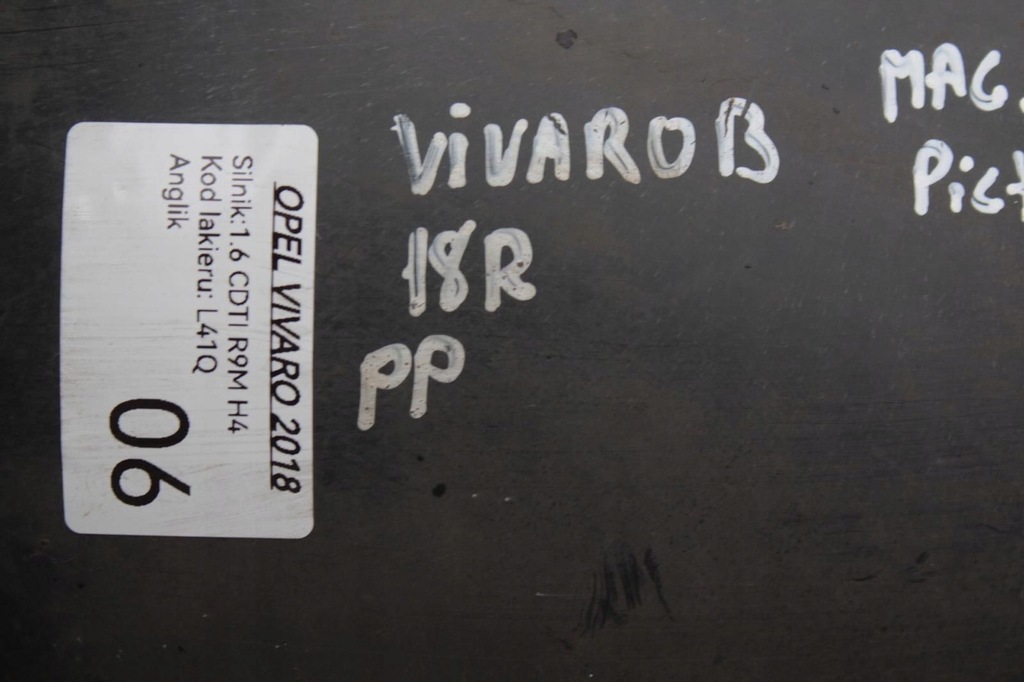 OPEL VIVARO 2018
Silnik:1.6 CDTI R9M H4
Kod lakieru: L41Q
Anglik
06
ViVARO B
18R
PP
MAG.